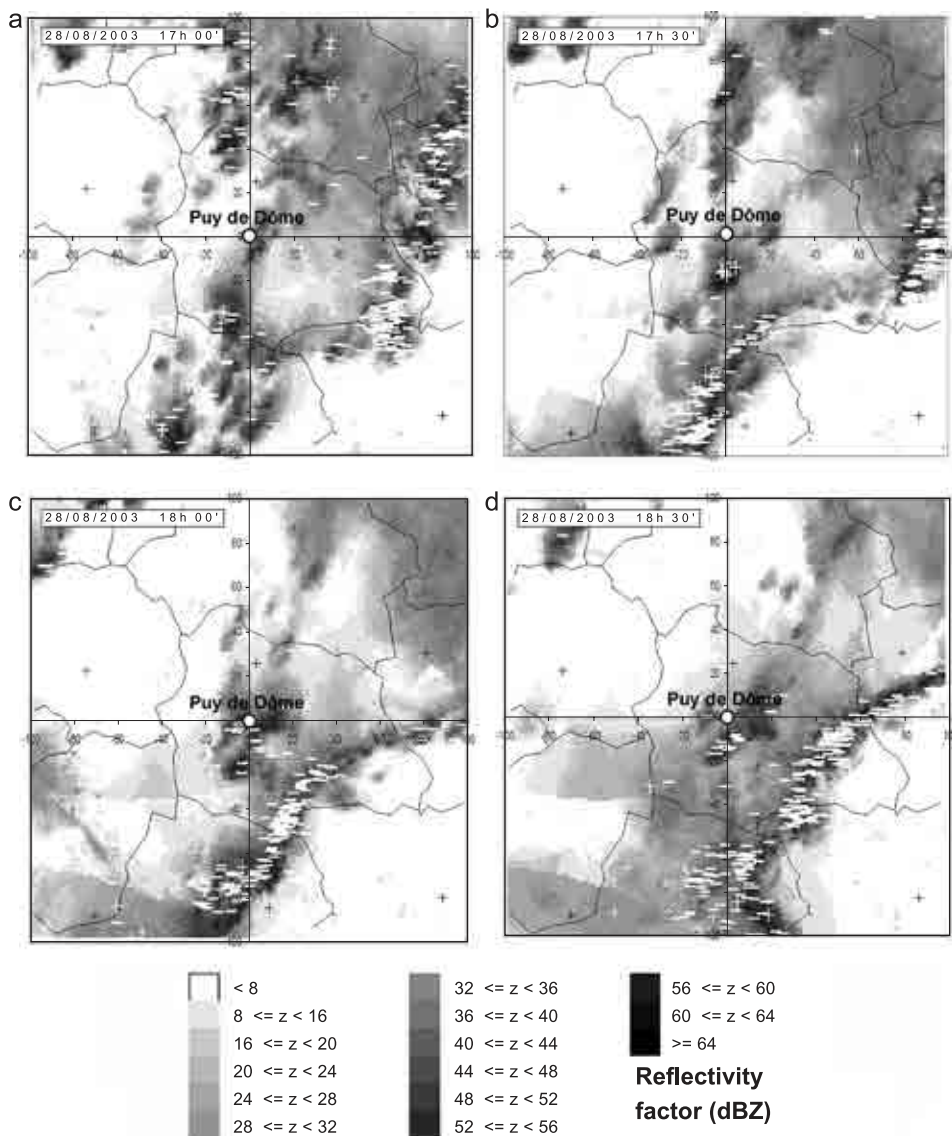 a
28/08/2003 17h 00'
Puy de Dôme
b
28/08/2003 17h 30'
Puy de Dôme
c
28/08/2003 18h 00'
Puy de Dôme
d
28/08/2003 18h 30'
Puy de Dôme
< 8
8 <= z < 16
16 <= z < 20
20 <= z < 24
24 <= z < 28
28 <= z < 32
32 <= z < 36
36 <= z < 40
40 <= z < 44
44 <= z < 48
48 <= z < 52
52 <= z < 56
56 <= z < 60
60 <= z < 64
>= 64
Reflectivity
factor (dBZ)